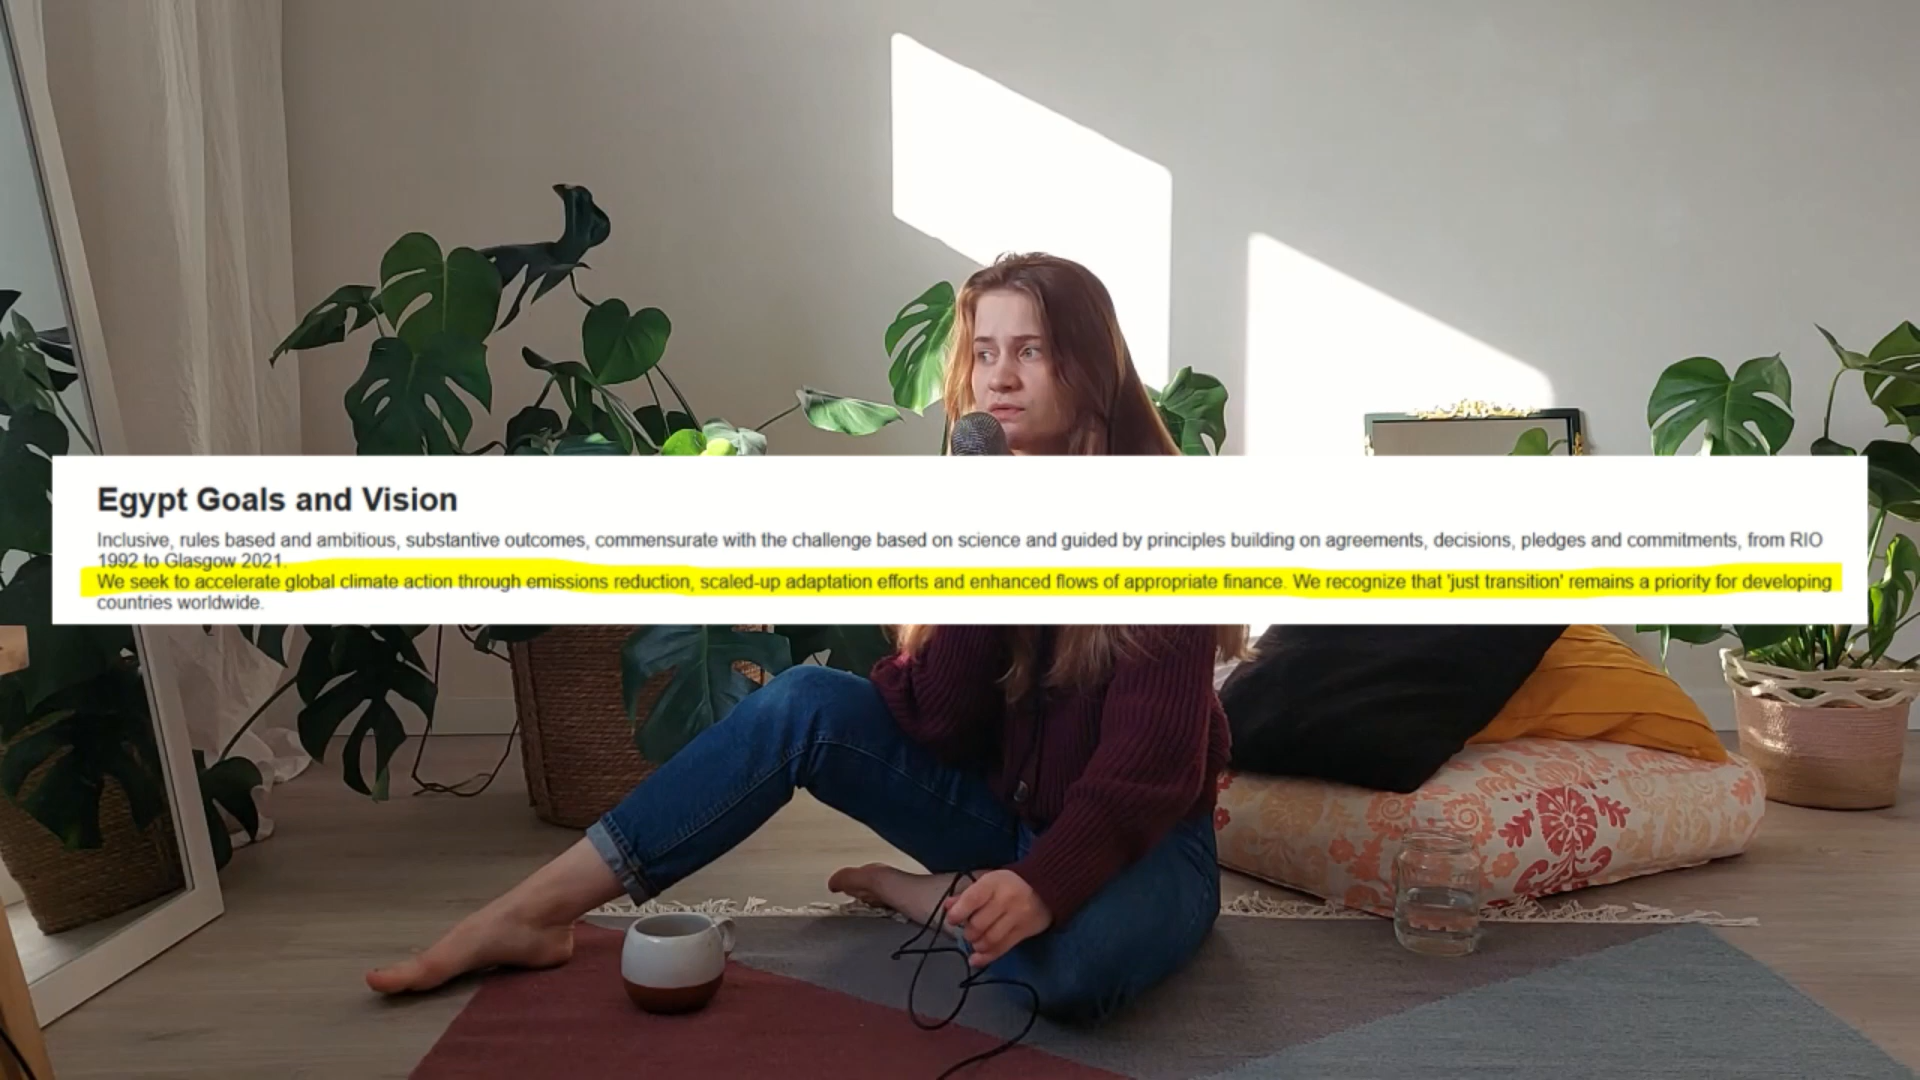 Egypt Goals and Vision
Inclusive, rules based and ambitious, substantive outcomes, commensurate with the challenge based on science and guided by principles building on agreements, decisions, pledges and commitments, from RIO
1992 to Glasgow 2021.
We seek to accelerate global climate action through emissions reduction, scaled-up adaptation efforts and enhanced flows of appropriate finance. We recognize that 'just transition' remains a priority for developing
countries worldwide.